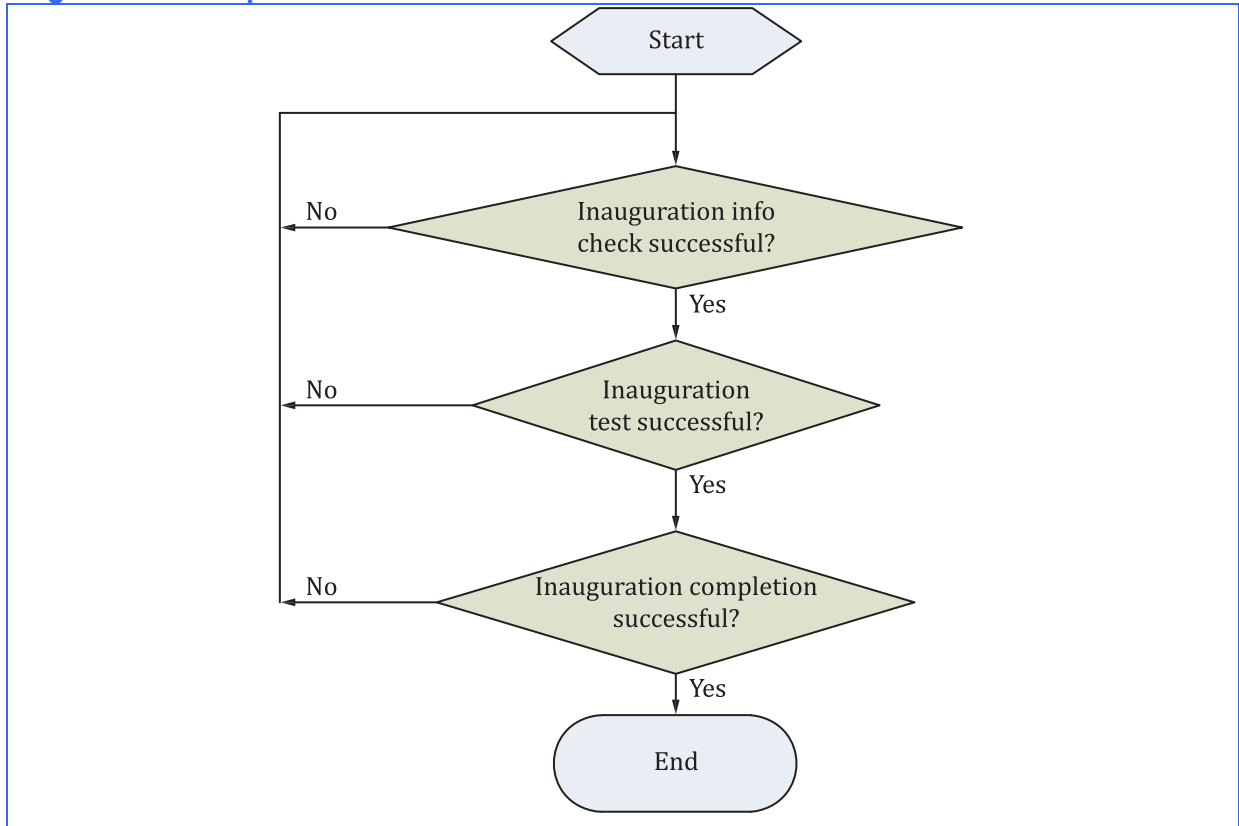 Start
No
Inauguration info
check successful?
Yes
No
Inauguration
test successful?
Yes
No
Inauguration completion
successful?
Yes
End